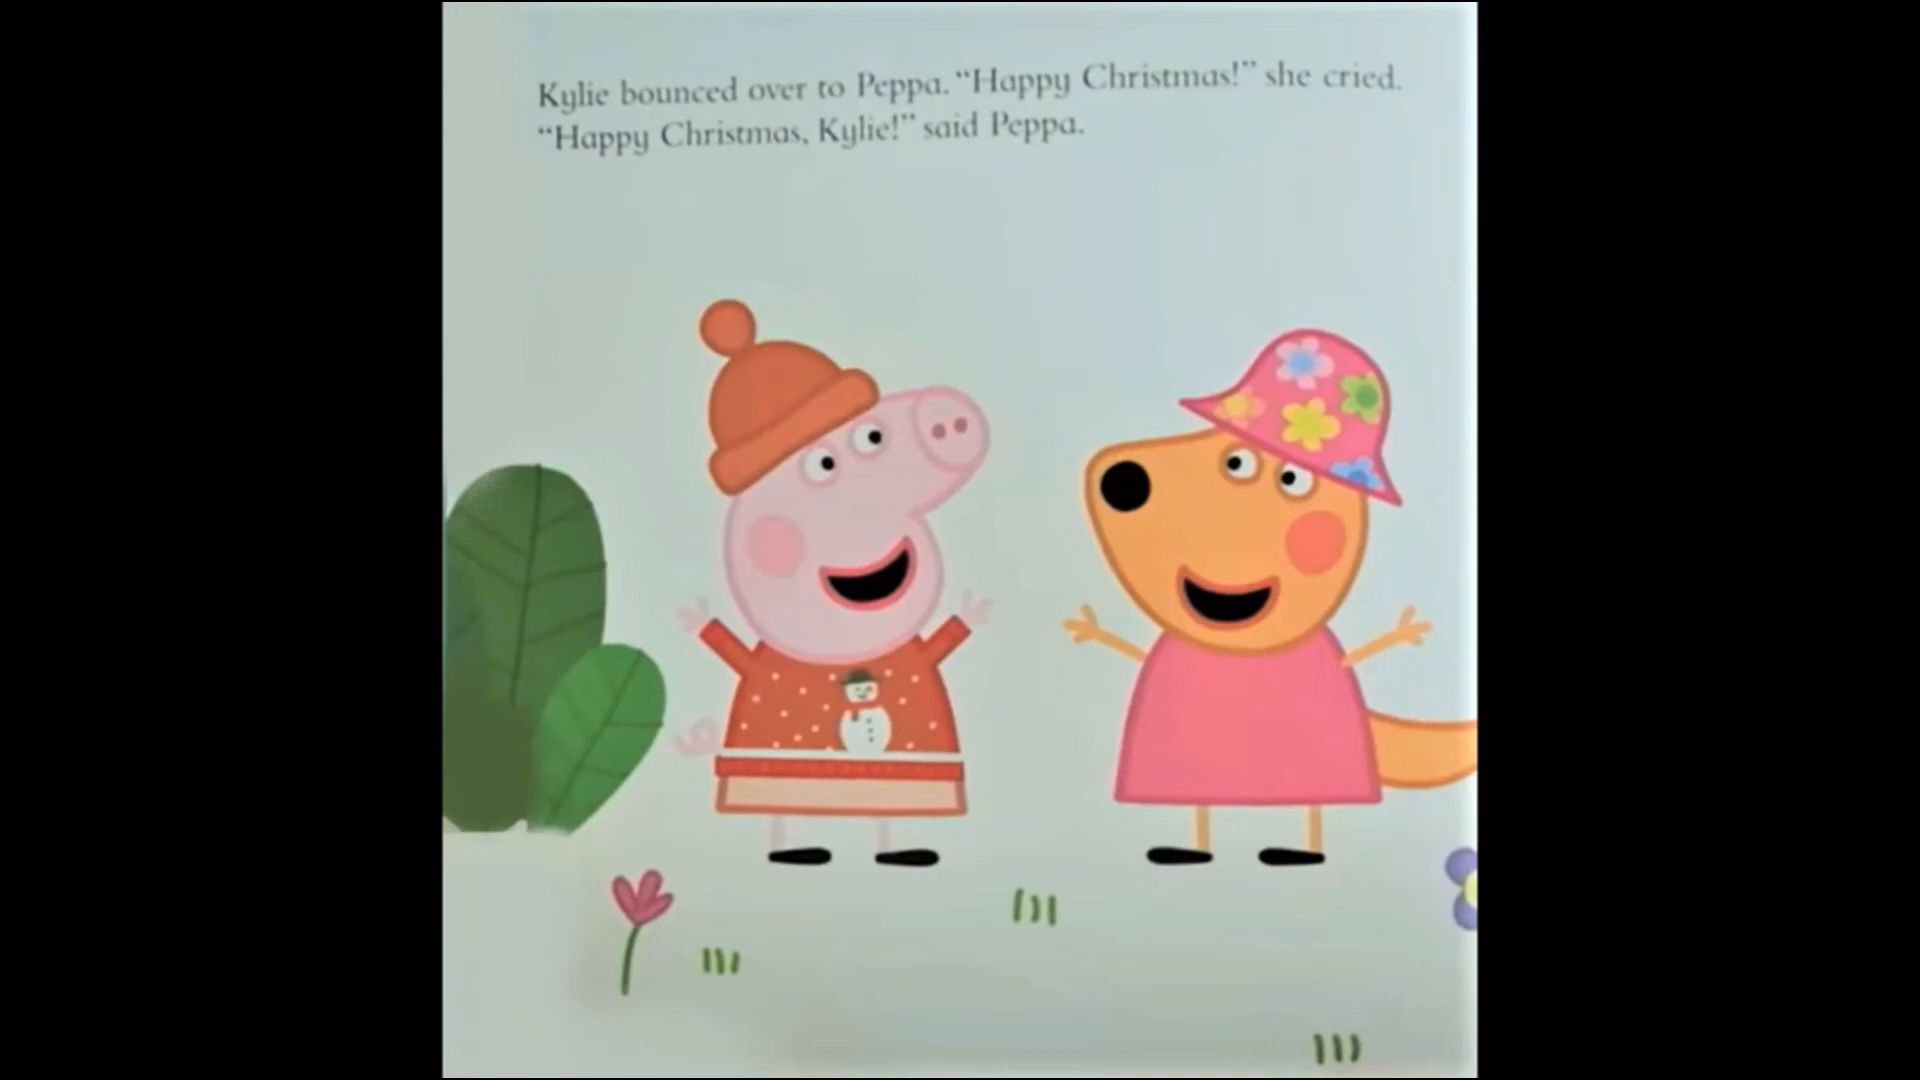 Kylie bounced over to Peppa. “Happy Christmas!” she cried.
“Happy Christmas, Kylie!” said Peppa.